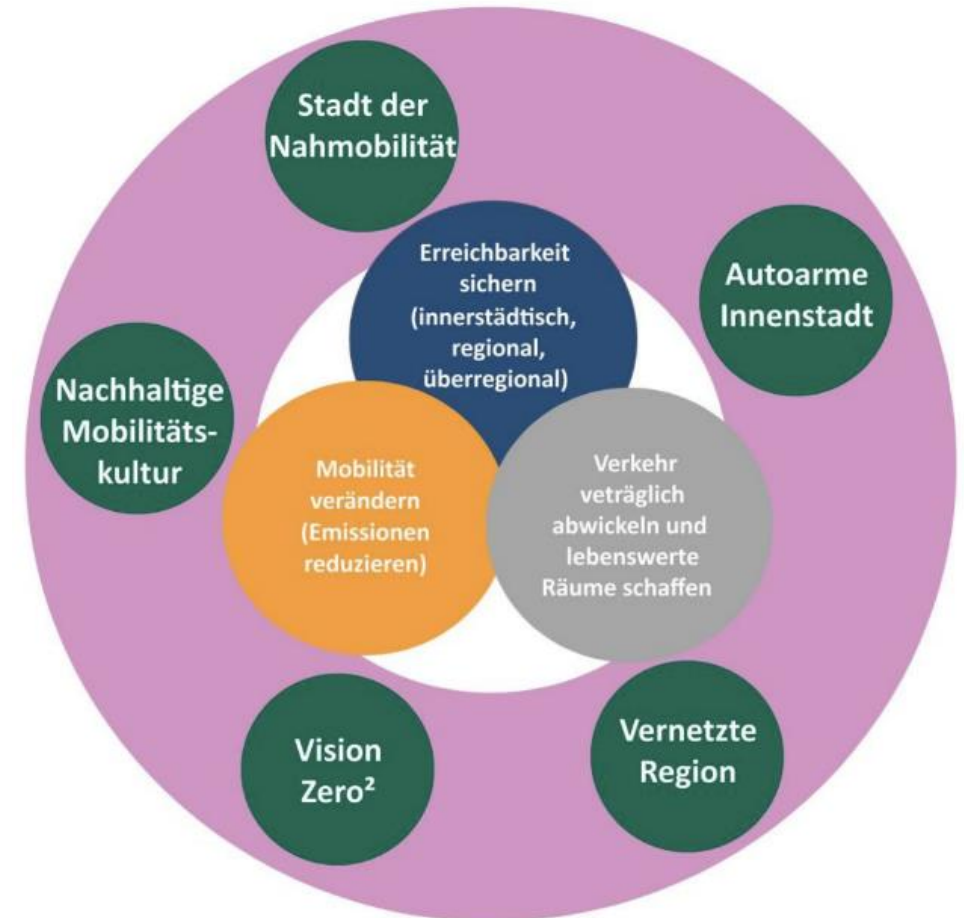 Stadt der
Nahmobilität
Autoarme
Innenstadt
Erreichbarkeit
sichern
(innerstädtisch,
regional,
überregional)
Nachhaltige
Mobilitäts-
kultur
Mobilität
verändern
(Emissionen
reduzieren)
Verkehr
veträglich
abwickeln und
lebenswerte
Räume schaffen
Vision
Zero²
Vernetzte
Region